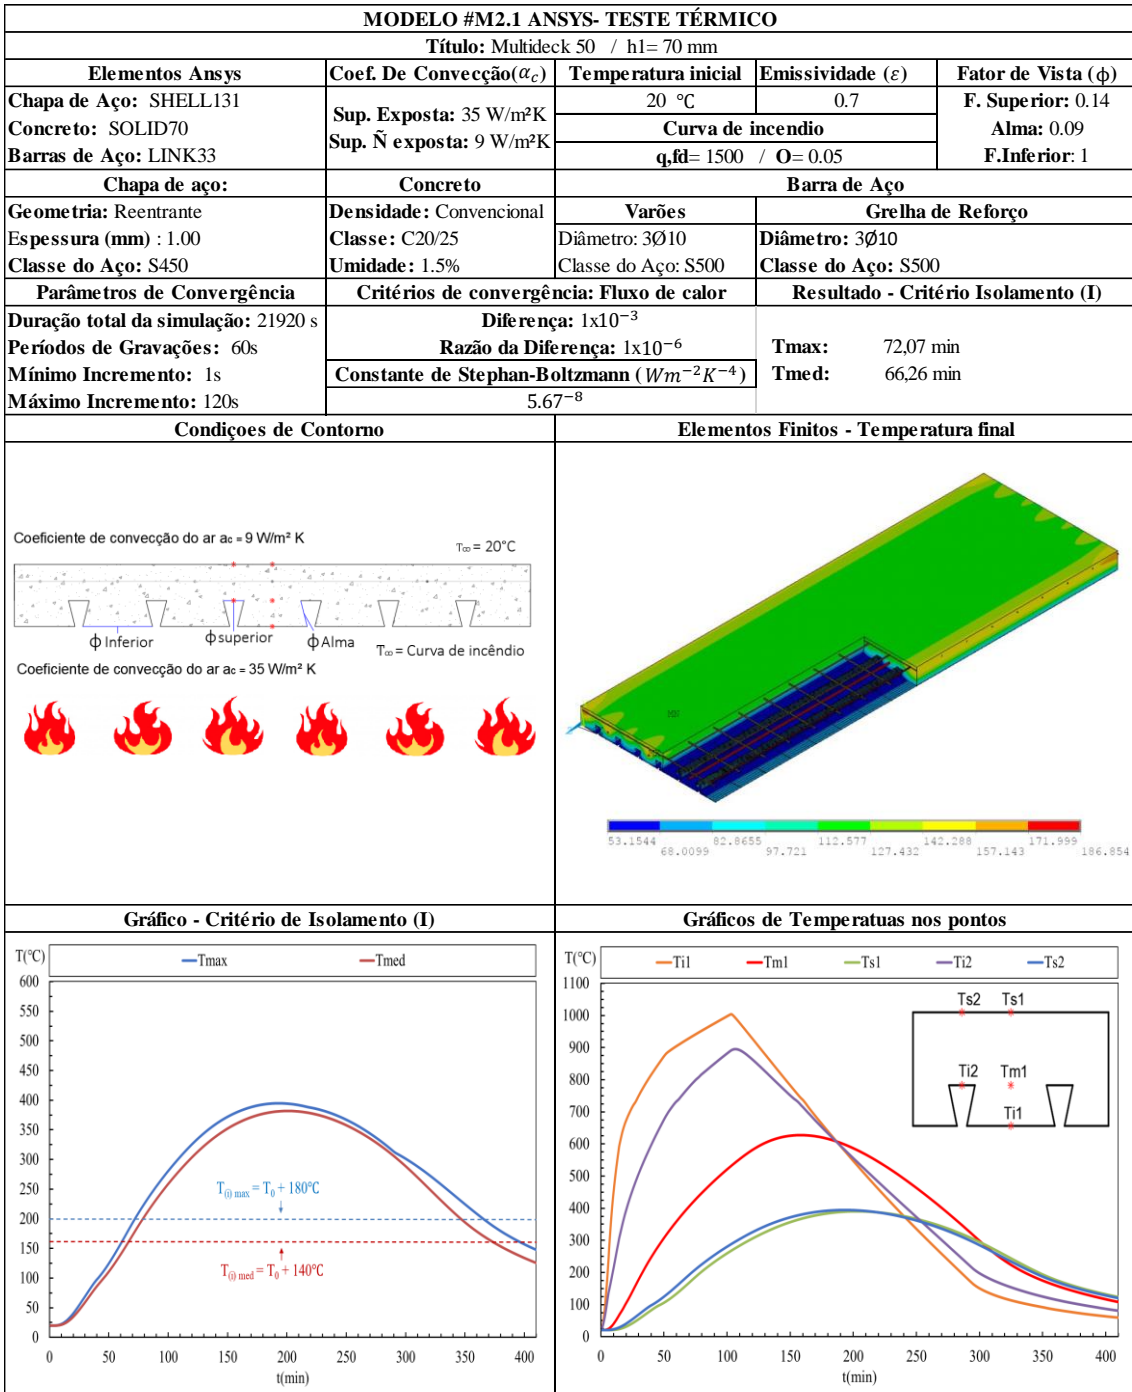 MODELO #M2.1 ANSYS- TESTE TÉRMICO
Título: Multideck 50 / h1= 70 mm
Elementos Ansys
Coef. De Convecção(α_c)
Temperatura inicial
Emissividade (ε)
Fator de Vista (ϕ)
Chapa de Aço: SHELL131
Concreto: SOLID70
Barras de Aço: LINK33
Sup. Exposta: 35 W/m²K
Sup. Ñ exposta: 9 W/m²K
20 °C
0.7
Curva de incendio
q,fd= 1500 / O= 0.05
F. Superior: 0.14
Alma: 0.09
F.Inferior: 1
Chapa de aço:
Concreto
Barra de Aço
Geometria: Reentrante
Espessura (mm) : 1.00
Classe do Aço: S450
Densidade: Convencional
Classe: C20/25
Umidade: 1.5%
Varões
Diâmetro: 3Ø10
Classe do Aço: S500
Grelha de Reforço
Diâmetro: 3Ø10
Classe do Aço: S500
Parâmetros de Convergência
Critérios de convergência: Fluxo de calor
Resultado - Critério Isolamento (I)
Duração total da simulação: 21920 s
Períodos de Gravações: 60s
Mínimo Incremento: 1s
Máximo Incremento: 120s
Diferença: 1x10⁻³
Razão da Diferença: 1x10⁻⁶
Constante de Stephan-Boltzmann (Wm⁻²K⁻⁴)
5.67⁻⁸
Tmax: 72,07 min
Tmed: 66,26 min
Condiçoes de Contorno
Elementos Finitos - Temperatura final
Coeficiente de convecção do ar ac = 9 W/m² K
T∞ = 20°C
ϕ Inferior
ϕ superior
ϕ Alma
T∞ = Curva de incêndio
Coeficiente de convecção do ar ac = 35 W/m² K
53.1544 82.8655 112.577 142.288 171.999
68.0099 97.721 127.432 157.143 186.854
Gráfico - Critério de Isolamento (I)
Gráficos de Temperatuas nos pontos
T(°C)
Tmax Tmed
600
550
500
450
400
350
300
250
200
150
100
50
0
T(i) max = T0 + 180°C
T(i) med = T0 + 140°C
0 50 100 150 200 250 300 350 400
t(min)
T(°C)
Ti1 Tm1 Ts1 Ti2 Ts2
1100
1000
900
800
700
600
500
400
300
200
100
0
Ts2 Ts1
Ti2 Tm1
Ti1
0 50 100 150 200 250 300 350 400
t(min)